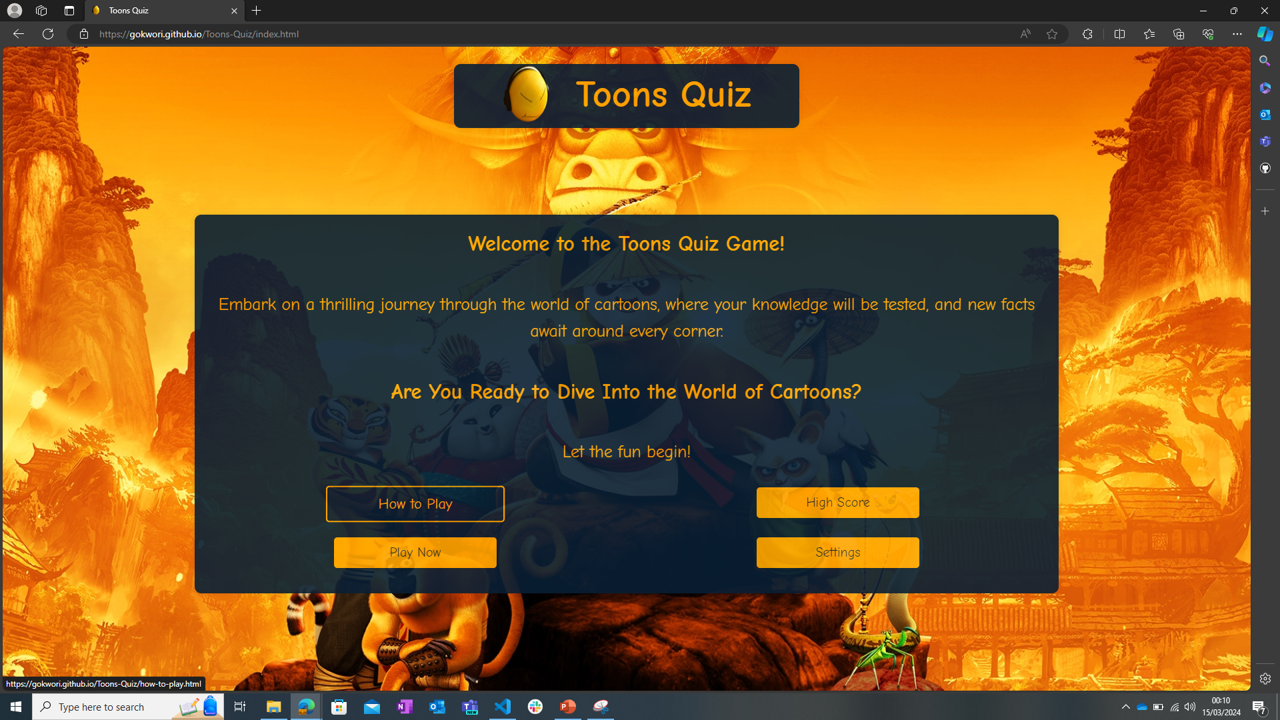 Toons Quiz
https://gokwori.github.io/Toons-Quiz/index.html
Toons Quiz
Welcome to the Toons Quiz Game!
Embark on a thrilling journey through the world of cartoons, where your knowledge will be tested, and new facts
await around every corner.
Are You Ready to Dive Into the World of Cartoons?
Let the fun begin!
How to Play
High Score
Play Now
Settings
https://gokwori.github.io/Toons-Quiz/how-to-play.html
Type here to search
00:10
15/03/2024